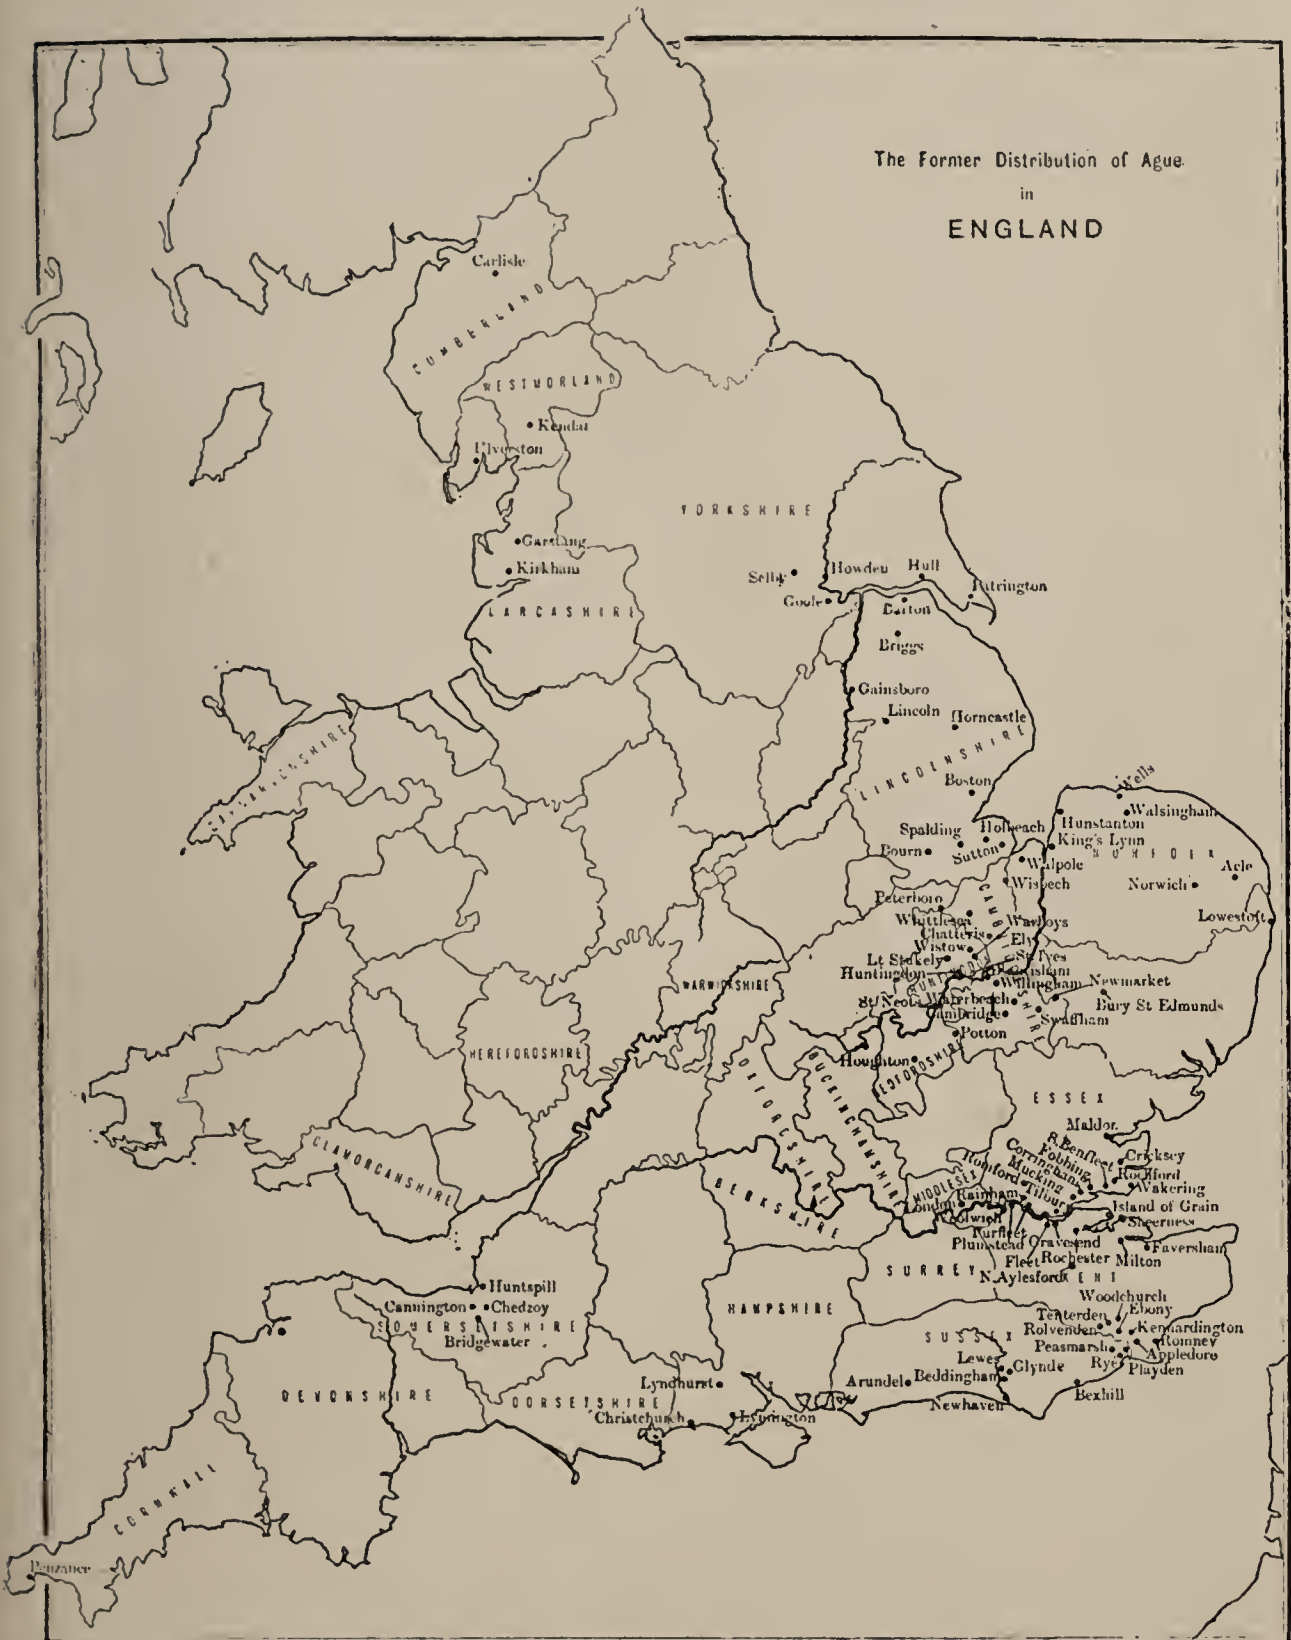 The Former Distribution of Ague
in
ENGLAND
Carlisle
CUMBERLAND
WESTMORLAND
Kendal
Ulverston
YORKSHIRE
Garstang
Kirkham
Selby
Howden
Hull
Patrington
Goole
Barton
LANCASHIRE
Briggs
Gainsboro
Lincoln
Horncastle
LINCOLNSHIRE
Boston
Wells
Walsingham
Hunstanton
Spalding
Holbeach
King's Lynn
Bourn
Sutton
NORFOLK
Walpole
Acle
Wisbech
Norwich
Peterboro
Whittlesea
Warboys
Lowestoft
Chatteris
Ely
Wistow
St Ives
Lt Stukely
Huntingdon
Willingham
Newmarket
WARWICKSHIRE
St Neots
Waterbeach
Bury St Edmunds
Cambridge
Swaffham
Potton
HEREFORDSHIRE
Houghton
BEDFORDSHIRE
OXFORDSHIRE
BUCKINGHAMSHIRE
ESSEX
Maldon
GLAMORGANSHIRE
S. Benfleet
Cricksey
Fobbing
Corringham
Rochford
Mucking
Wakering
Romford
Tilbury
MIDDLESEX
Rainham
BERKSHIRE
London
Island of Grain
Woolwich
Sheerness
Purfleet
Plumstead
Gravesend
Faversham
Fleet
Rochester
Milton
SURREY
N. Aylesford
KENT
Huntspill
Cannington
Chedzoy
HAMPSHIRE
Woodchurch
Ebony
Tenterden
SOMERSETSHIRE
Rolvenden
Kennardington
Bridgewater
SUSSEX
Peasmarsh
Romney
Appledore
Lewes
Glynde
Rye
Playden
DEVONSHIRE
Lyndhurst
Arundel
Beddingham
Bexhill
DORSETSHIRE
Newhaven
Christchurch
Lymington
CORNWALL
Penzance